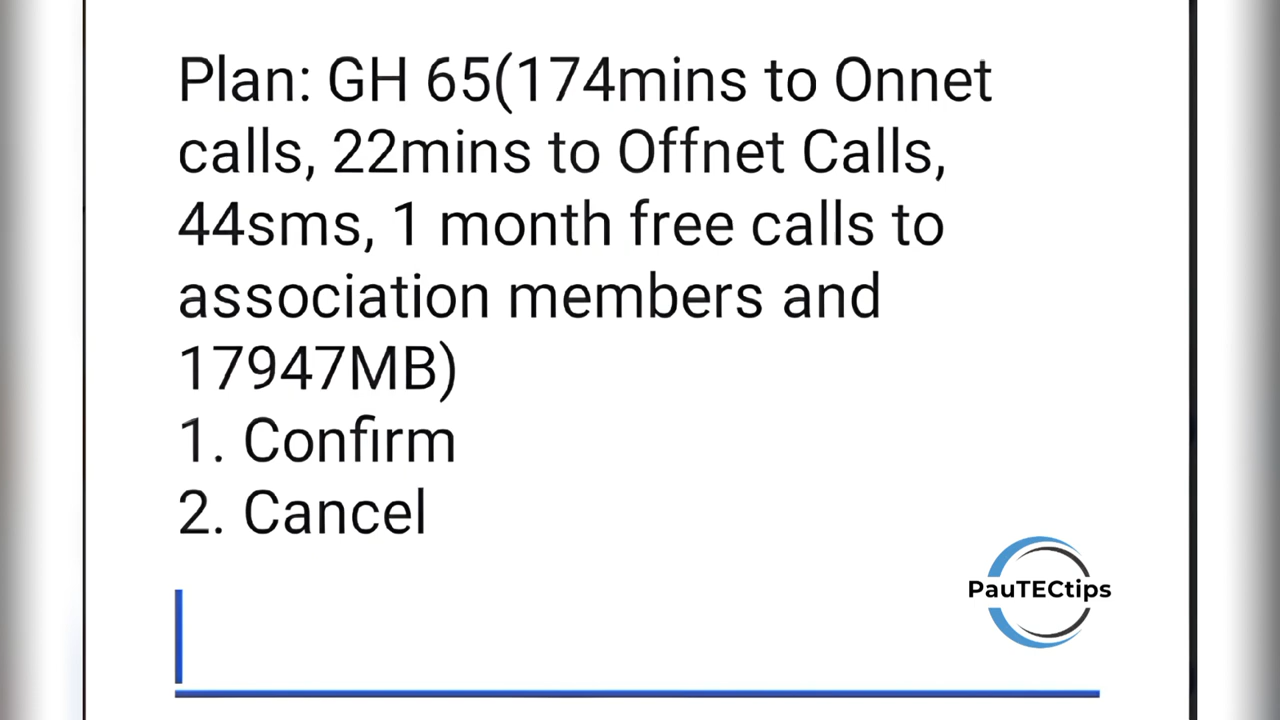 Plan: GH 65(174mins to Onnet
calls, 22mins to Offnet Calls,
44sms, 1 month free calls to
association members and
17947MB)
1. Confirm
2. Cancel
PauTECtips